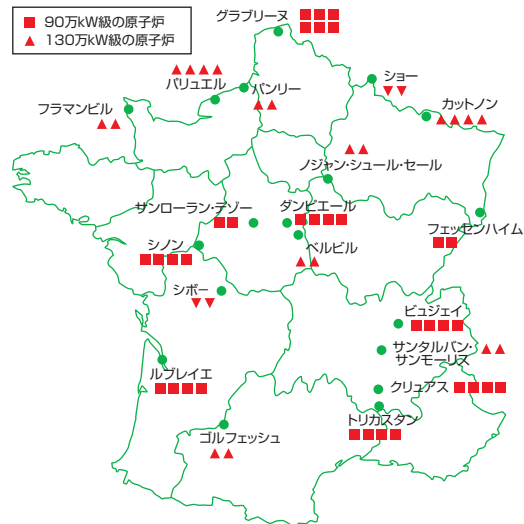 ■ 90万kW級の原子炉
▲ 130万kW級の原子炉
グラブリーヌ
パリュエル
パンリー
ショー
フラマンビル
カットノン
ノジャン・シュール・セール
サンローラン・デゾー
ダンピエール
フェッセンハイム
シノン
ベルビル
シボー
ビュジェイ
サンタルバン・
サンモーリス
ルブレイエ
クリュアス
トリカスタン
ゴルフェッシュ